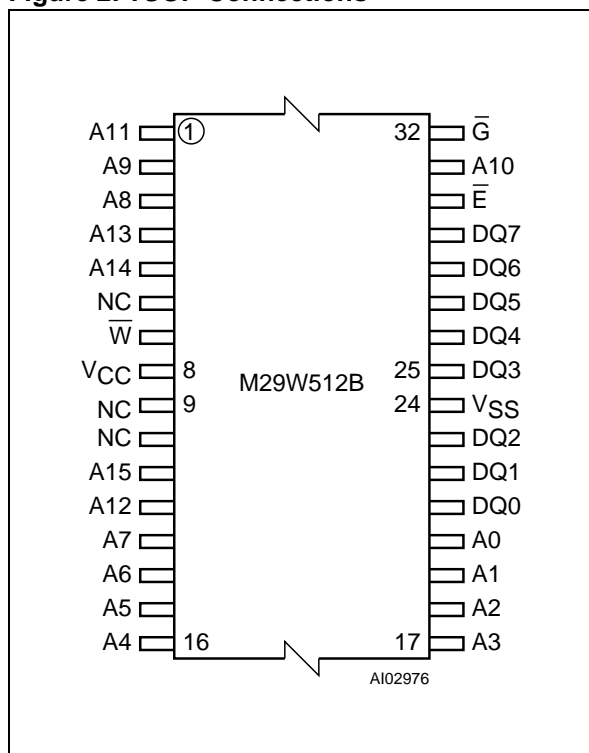 Figure 2. TSOP Connections
A11 1 32 G̅
A9 A10
A8 E̅
A13 DQ7
A14 DQ6
NC DQ5
W̅ DQ4
VCC 8 M29W512B 25 DQ3
NC 9 24 VSS
NC DQ2
A15 DQ1
A12 DQ0
A7 A0
A6 A1
A5 A2
A4 16 17 A3
AI02976